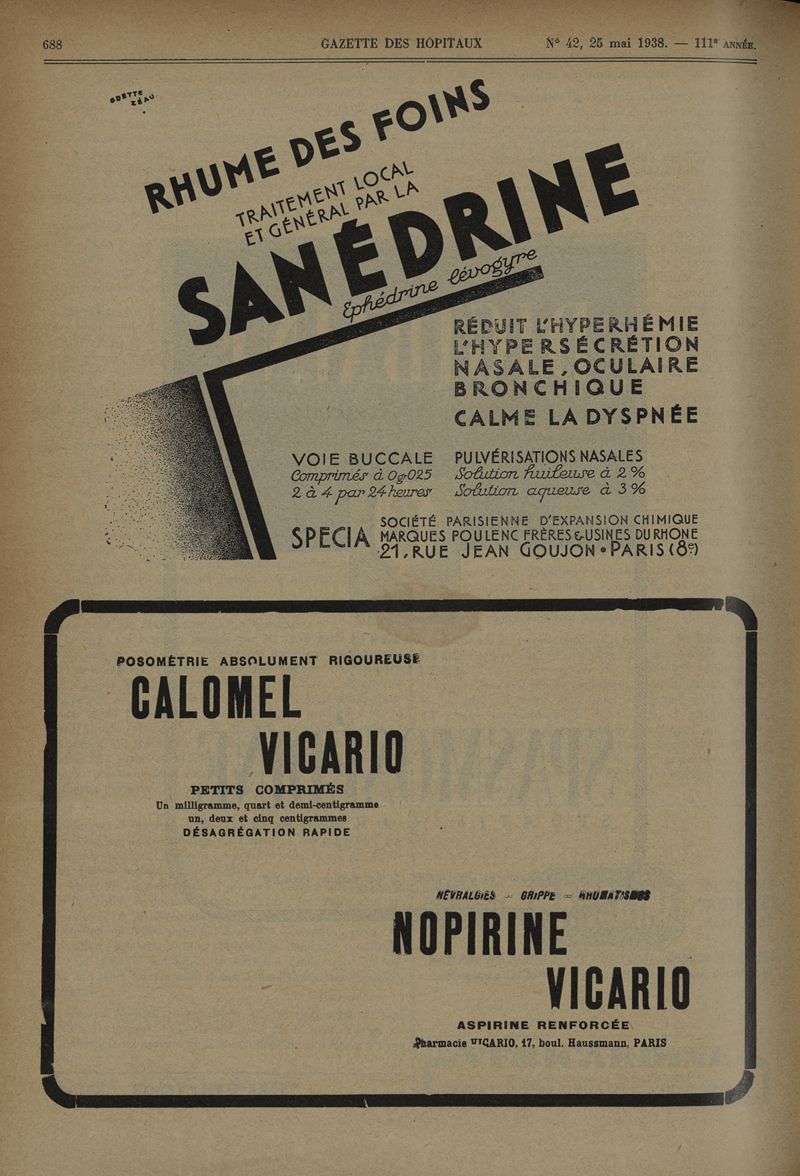 688 GAZETTE DES HOPITAUX Nº 42, 25 mai 1938. — 111e ANNÉE.
ODETTE
ZÉAU
RHUME DES FOINS
TRAITEMENT LOCAL
ET GÉNÉRAL PAR LA
SANÉDRINE
Ephédrine lévogyre
RÉDUIT L'HYPERHÉMIE
L'HYPERSÉCRÉTION
NASALE, OCULAIRE
BRONCHIQUE
CALME LA DYSPNÉE
VOIE BUCCALE
Comprimés à 0gr025
2 à 4 par 24 heures
PULVÉRISATIONS NASALES
Solution huileuse à 2 %
Solution aqueuse à 3 %
SPECIA
SOCIÉTÉ PARISIENNE D'EXPANSION CHIMIQUE
MARQUES POULENC FRÈRES & USINES DU RHONE
21, RUE JEAN GOUJON • PARIS (8e)
POSOMÉTRIE ABSOLUMENT RIGOUREUSE
CALOMEL
VICARIO
PETITS COMPRIMÉS
Un milligramme, quart et demi-centigramme
un, deux et cinq centigrammes
DÉSAGRÉGATION RAPIDE
NÉVRALGIES — GRIPPE — RHUMATISMES
NOPIRINE
VICARIO
ASPIRINE RENFORCÉE
Pharmacie VICARIO, 17, boul. Haussmann, PARIS